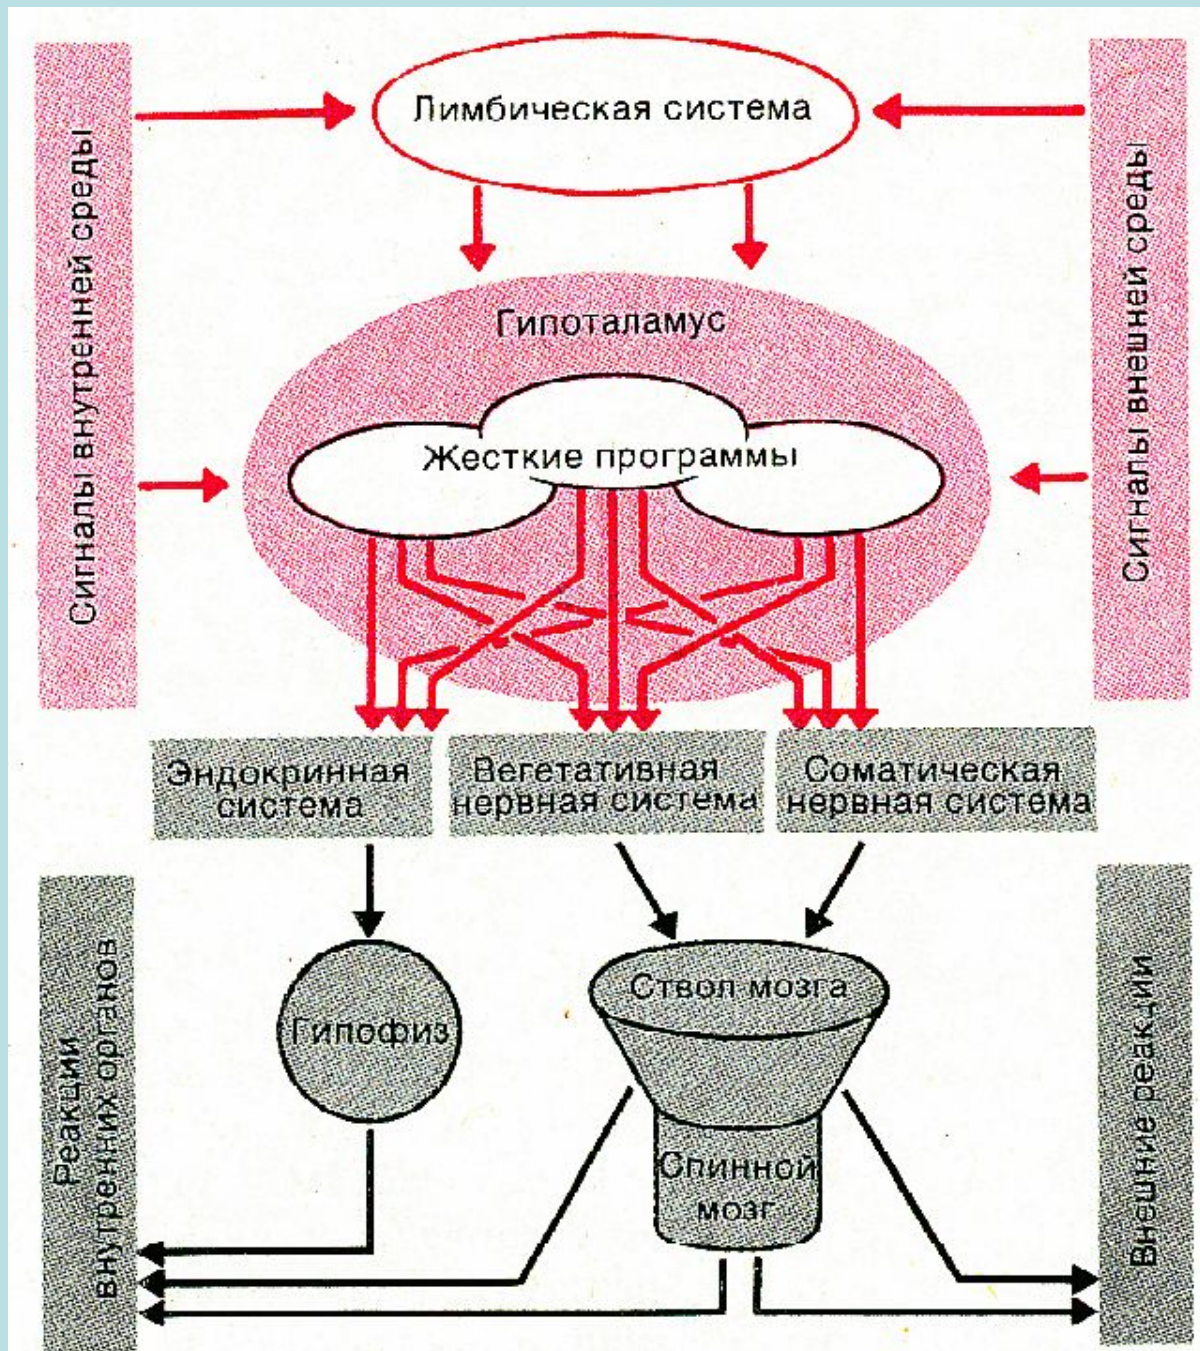 Лимбическая система
Сигналы внутренней среды
Сигналы внешней среды
Гипоталамус
Жесткие программы
Эндокринная
система
Вегетативная
нервная система
Соматическая
нервная система
Реакции
внутренних органов
Гипофиз
Ствол мозга
Спинной
мозг
Внешние реакции